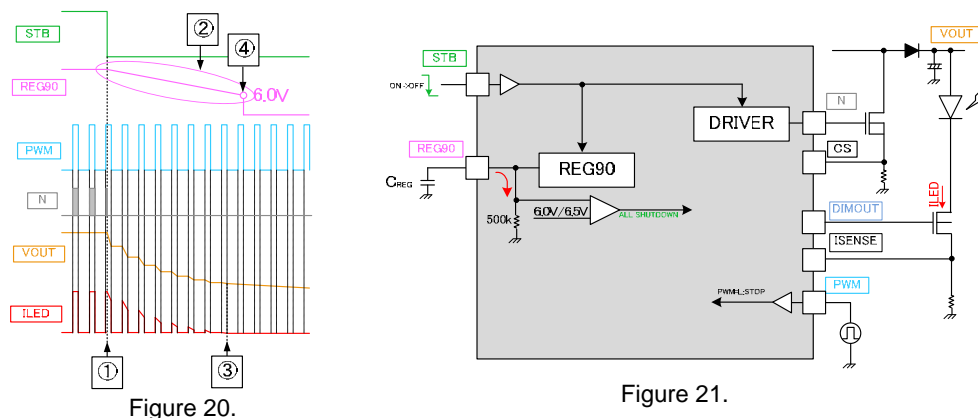 STB
②
④
REG90
6.0V
PWM
N
VOUT
ILED
①
③
Figure 20.
VOUT
STB
ON->OFF
DRIVER
N
CS
REG90
REG90
CREG
500k
6.0V/6.5V
ALL SHUTDOWN
ILED
DIMOUT
ISENSE
PWM=L:STOP
PWM
Figure 21.